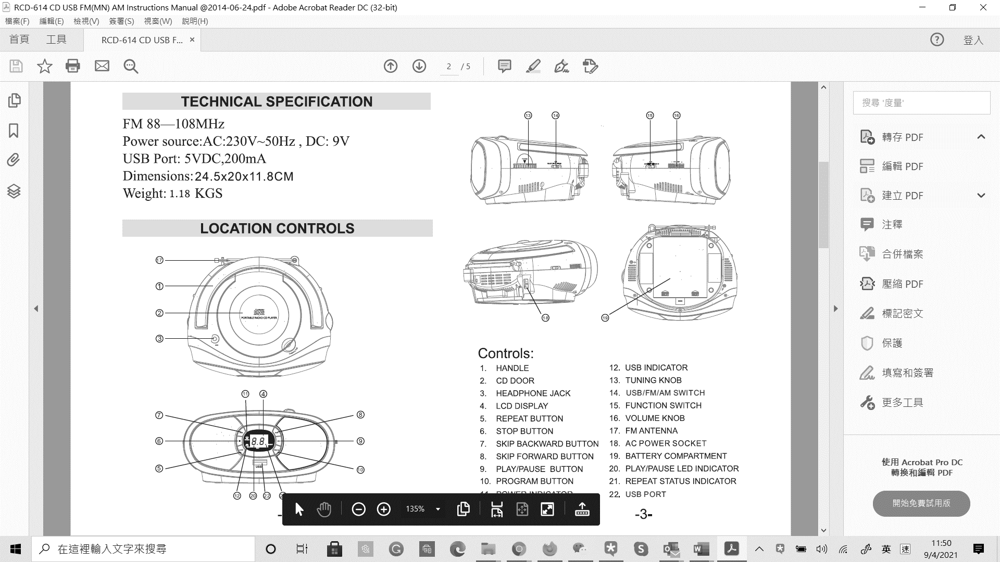 RCD-614 CD USB FM(MN) AM Instructions Manual @2014-06-24.pdf - Adobe Acrobat Reader DC (32-bit)
檔案(F) 編輯(E) 檢視(V) 簽署(S) 視窗(W) 說明(H)
首頁 工具 RCD-614 CD USB F... × ? 登入
2 / 5
TECHNICAL SPECIFICATION
FM 88—108MHz
Power source:AC:230V~50Hz , DC: 9V
USB Port: 5VDC,200mA
Dimensions:24.5x20x11.8CM
Weight: 1.18 KGS
LOCATION CONTROLS
17
1
2
disc
PORTABLE RADIO CD PLAYER
3
11 4
7 8
6 8.8. 9
5 10
USB
12 20 22
13 14 15 16
18 19
Controls:
1. HANDLE
2. CD DOOR
3. HEADPHONE JACK
4. LCD DISPLAY
5. REPEAT BUTTON
6. STOP BUTTON
7. SKIP BACKWARD BUTTON
8. SKIP FORWARD BUTTON
9. PLAY/PAUSE BUTTON
10. PROGRAM BUTTON
11. POWER INDICATOR
12. USB INDICATOR
13. TUNING KNOB
14. USB/FM/AM SWITCH
15. FUNCTION SWITCH
16. VOLUME KNOB
17. FM ANTENNA
18. AC POWER SOCKET
19. BATTERY COMPARTMENT
20. PLAY/PAUSE LED INDICATOR
21. REPEAT STATUS INDICATOR
22. USB PORT
-3-
135%
搜尋 '度量'
轉存 PDF
編輯 PDF
建立 PDF
注釋
合併檔案
壓縮 PDF
標記密文
保護
填寫和簽署
更多工具
使用 Acrobat Pro DC
轉換和編輯 PDF
開始免費試用版
在這裡輸入文字來搜尋
英 速
11:50
9/4/2021